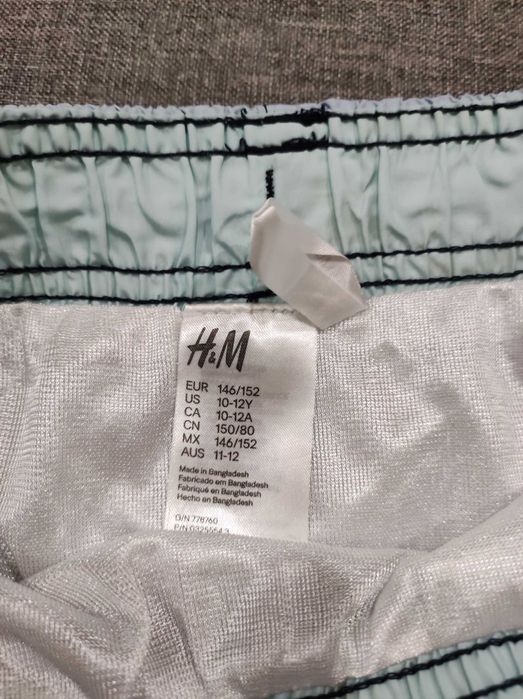 H&M
EUR 146/152
US 10-12Y
CA 10-12A
CN 150/80
MX 146/152
AUS 11-12
Made in Bangladesh
Fabricado em Bangladesh
Fabriqué en Bangladesh
Hecho en Bangladesh
G/N 778760
P/N